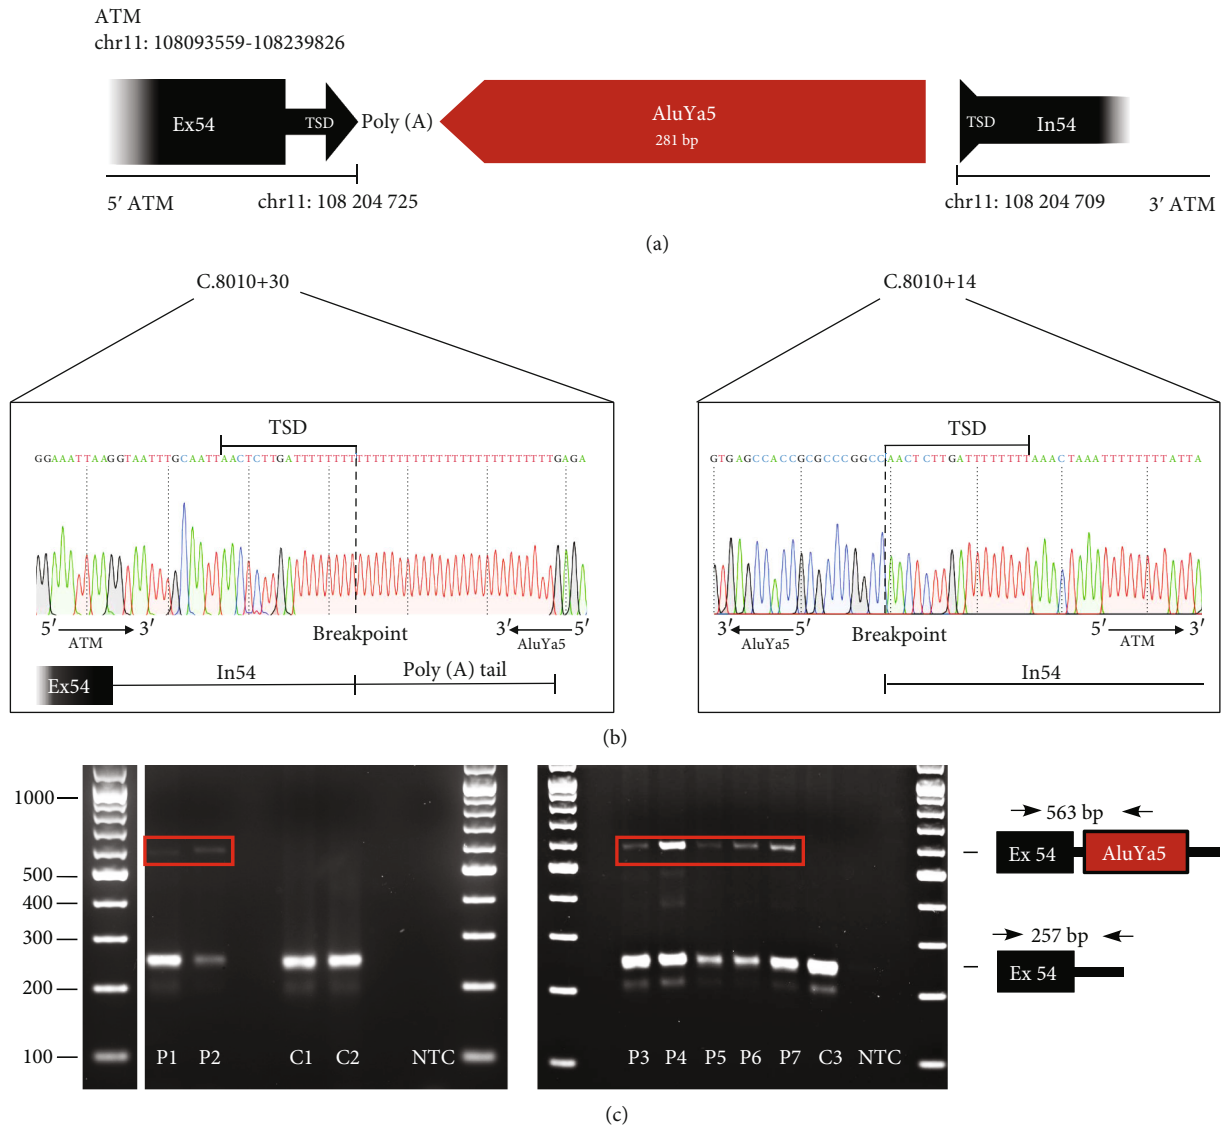 ATM
chr11: 108093559-108239826
Ex54 TSD Poly (A) AluYa5 281 bp TSD In54
5′ ATM chr11: 108 204 725 chr11: 108 204 709 3′ ATM
(a)
C.8010+30 C.8010+14
TSD TSD
5′ ATM 3′ Breakpoint 3′ AluYa5 5′
3′ AluYa5 5′ Breakpoint 5′ ATM 3′
Ex54 In54 Poly (A) tail
In54
(b)
1000
500
400
300
200
100
P1 P2 C1 C2 NTC
P3 P4 P5 P6 P7 C3 NTC
563 bp
Ex 54 AluYa5
257 bp
Ex 54
(c)